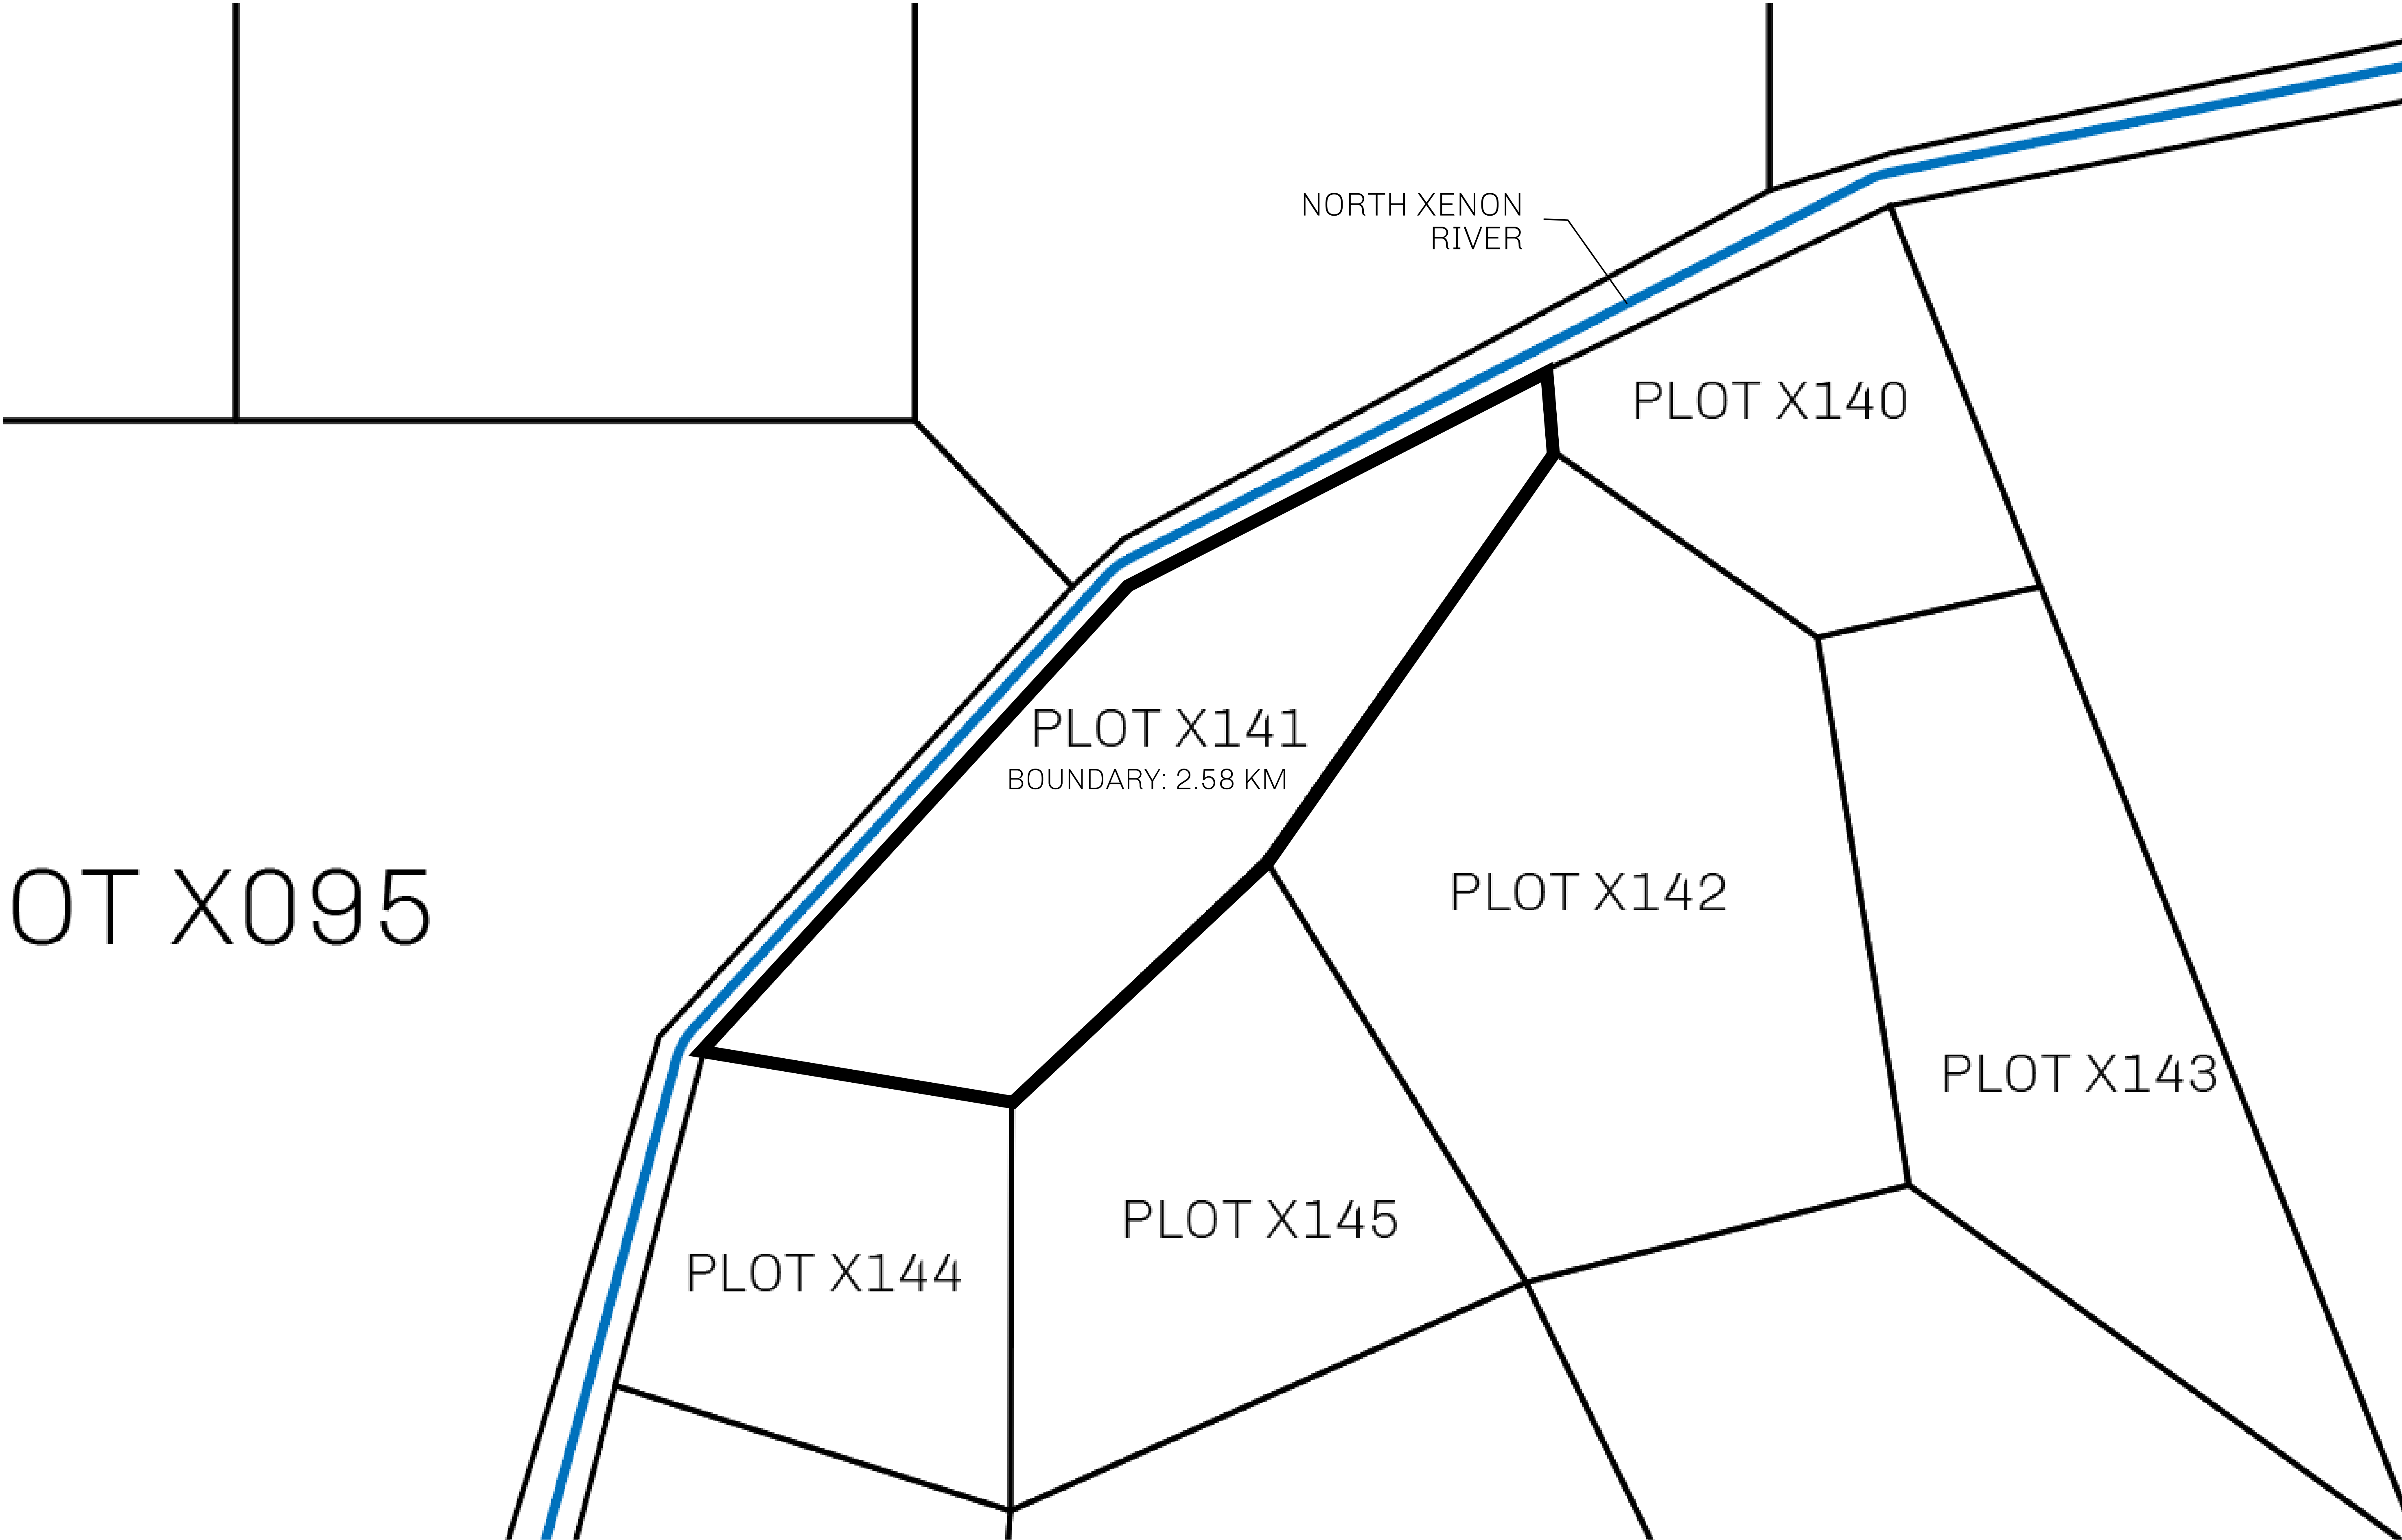 NORTH XENON
RIVER
PLOT X140
PLOT X141
BOUNDARY: 2.58 KM
OT X095
PLOT X142
PLOT X143
PLOT X145
PLOT X144